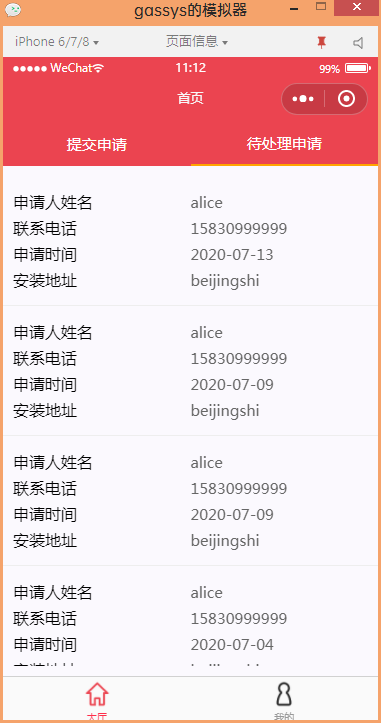 gassys的模拟器
iPhone 6/7/8 页面信息
WeChat 11:12 99%
首页
提交申请 待处理申请
申请人姓名 alice
联系电话 15830999999
申请时间 2020-07-13
安装地址 beijingshi
申请人姓名 alice
联系电话 15830999999
申请时间 2020-07-09
安装地址 beijingshi
申请人姓名 alice
联系电话 15830999999
申请时间 2020-07-09
安装地址 beijingshi
申请人姓名 alice
联系电话 15830999999
申请时间 2020-07-04
安装地址 beijingshi
大厅 我的